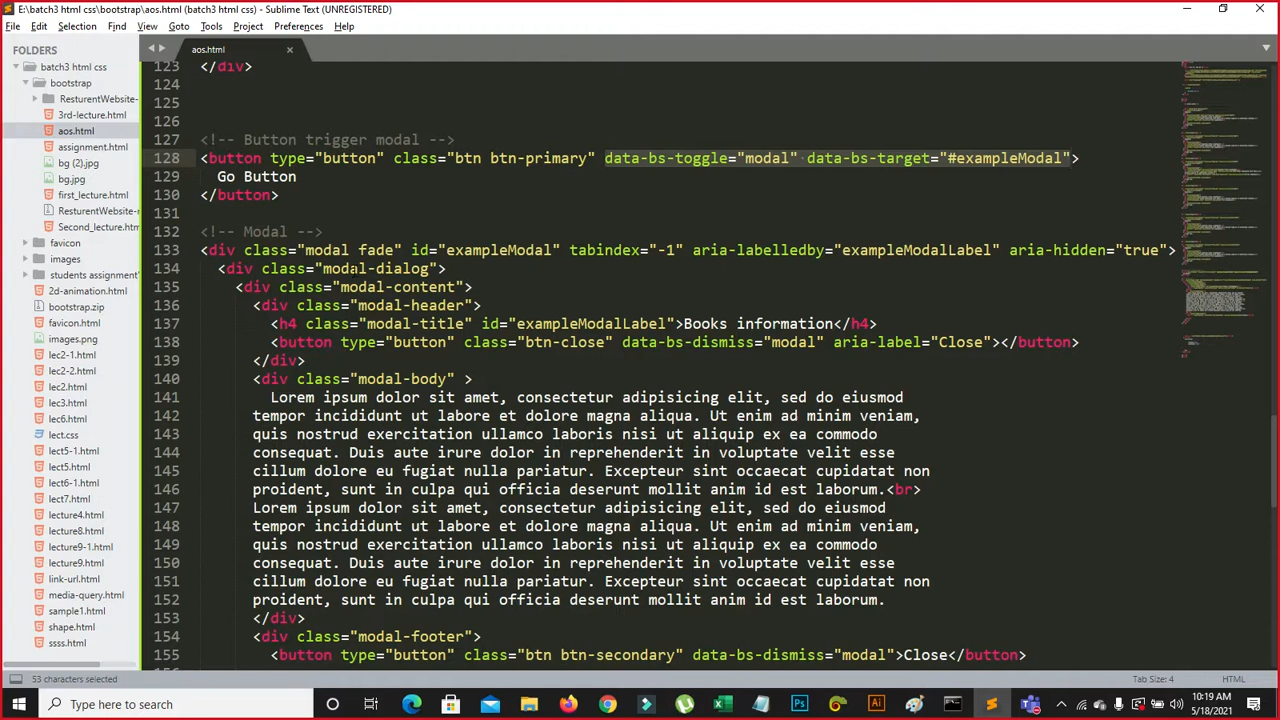 E:\batch3 html css\bootstrap\aos.html (batch3 html css) - Sublime Text (UNREGISTERED)
File Edit Selection Find View Goto Tools Project Preferences Help
FOLDERS
batch3 html css
bootstrap
ResturentWebsite-
3rd-lecture.html
aos.html
assignment.html
bg (2).jpg
bg.jpg
first_lecture.html
ResturentWebsite-r
Second_lecture.htm
favicon
images
students assignment
2d-animation.html
bootstrap.zip
favicon.html
images.png
lec2-1.html
lec2-2.html
lec2.html
lec3.html
lec6.html
lect.css
lect5-1.html
lect5.html
lect6-1.html
lect7.html
lecture4.html
lecture8.html
lecture9-1.html
lecture9.html
link-url.html
media-query.html
sample1.html
shape.html
ssss.html
aos.html
123 </div>
124
125
126
127 <!-- Button trigger modal -->
128 <button type="button" class="btn btn-primary" data-bs-toggle="modal" data-bs-target="#exampleModal">
129 Go Button
130 </button>
131
132 <!-- Modal -->
133 <div class="modal fade" id="exampleModal" tabindex="-1" aria-labelledby="exampleModalLabel" aria-hidden="true">
134 <div class="modal-dialog">
135 <div class="modal-content">
136 <div class="modal-header">
137 <h4 class="modal-title" id="exampleModalLabel">Books information</h4>
138 <button type="button" class="btn-close" data-bs-dismiss="modal" aria-label="Close"></button>
139 </div>
140 <div class="modal-body" >
141 Lorem ipsum dolor sit amet, consectetur adipisicing elit, sed do eiusmod
142 tempor incididunt ut labore et dolore magna aliqua. Ut enim ad minim veniam,
143 quis nostrud exercitation ullamco laboris nisi ut aliquip ex ea commodo
144 consequat. Duis aute irure dolor in reprehenderit in voluptate velit esse
145 cillum dolore eu fugiat nulla pariatur. Excepteur sint occaecat cupidatat non
146 proident, sunt in culpa qui officia deserunt mollit anim id est laborum.<br>
147 Lorem ipsum dolor sit amet, consectetur adipisicing elit, sed do eiusmod
148 tempor incididunt ut labore et dolore magna aliqua. Ut enim ad minim veniam,
149 quis nostrud exercitation ullamco laboris nisi ut aliquip ex ea commodo
150 consequat. Duis aute irure dolor in reprehenderit in voluptate velit esse
151 cillum dolore eu fugiat nulla pariatur. Excepteur sint occaecat cupidatat non
152 proident, sunt in culpa qui officia deserunt mollit anim id est laborum.
153 </div>
154 <div class="modal-footer">
155 <button type="button" class="btn btn-secondary" data-bs-dismiss="modal">Close</button>
53 characters selected
Tab Size: 4
HTML
Type here to search
10:19 AM
5/18/2021